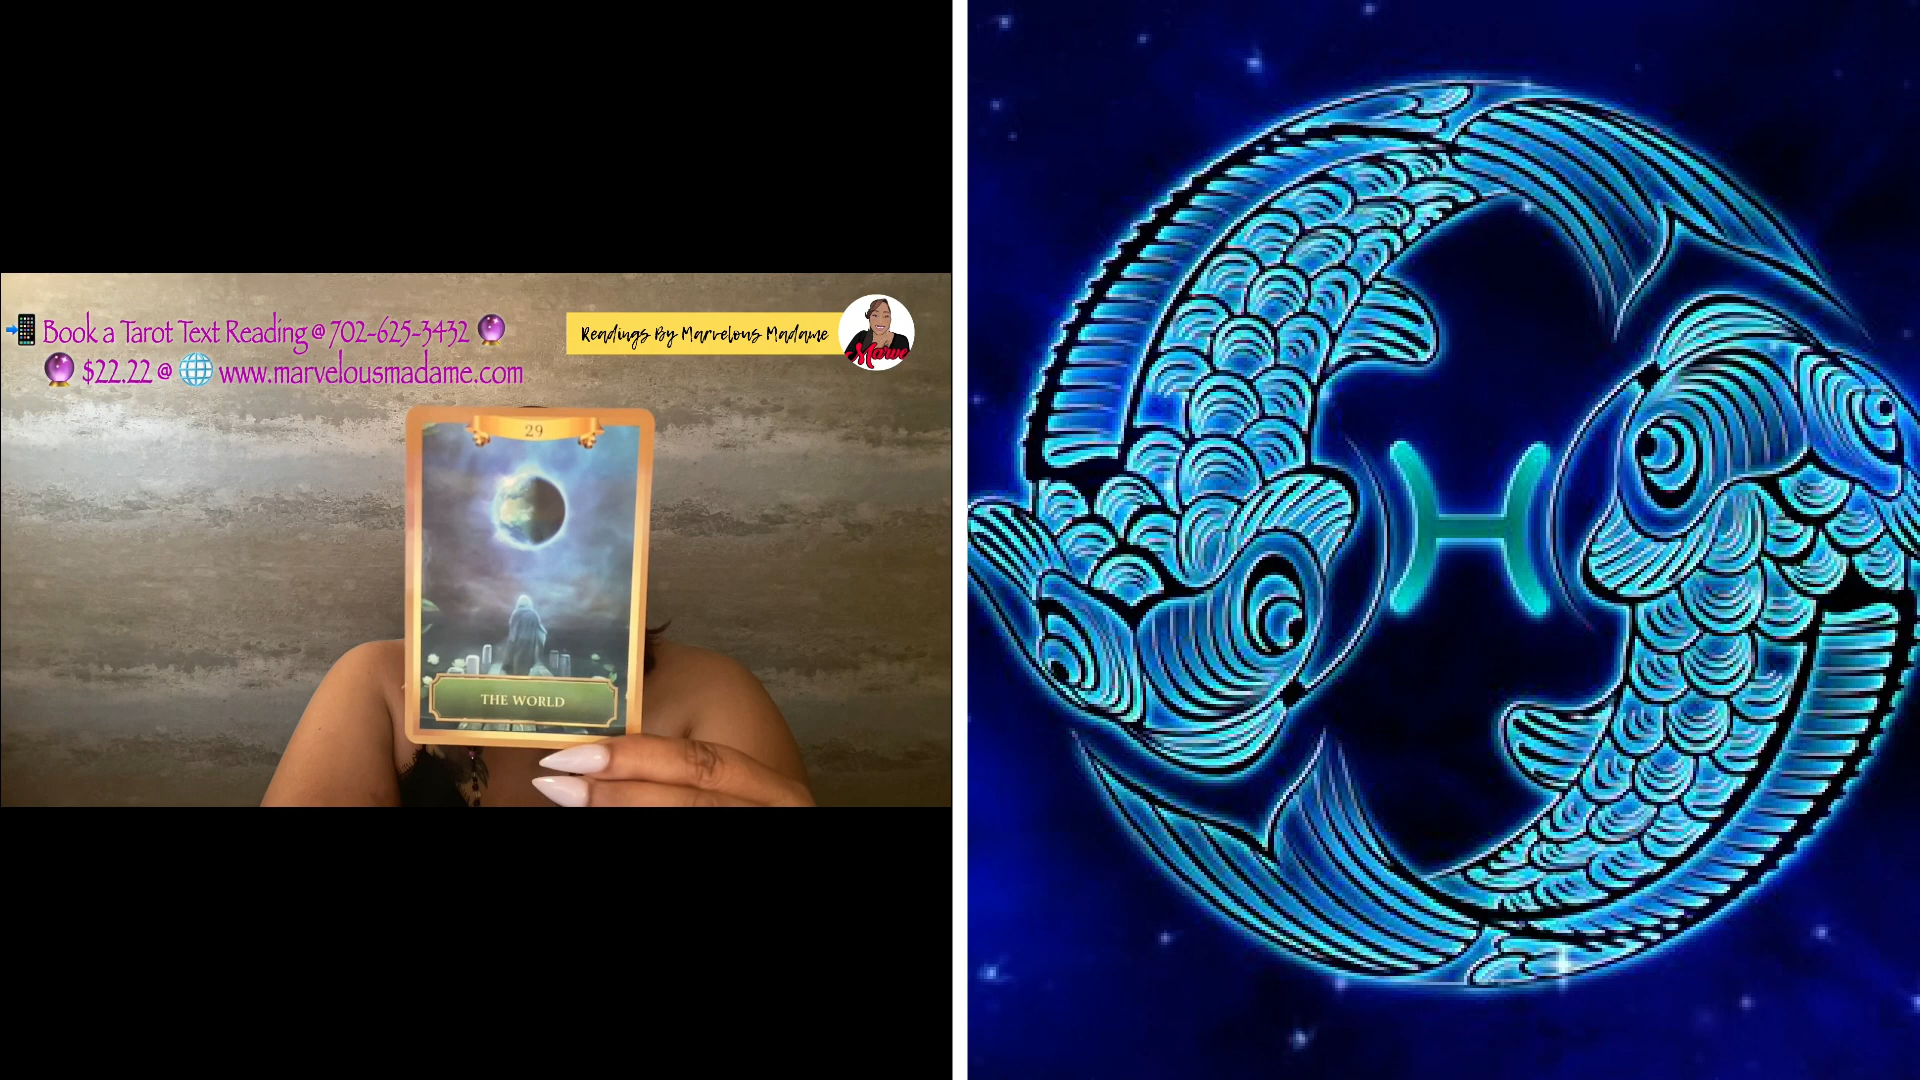 Book a Tarot Text Reading @ 702-625-3432
$22.22 @ www.marvelousmadame.com
Readings By Marvelous Madame
Marve
29
THE WORLD